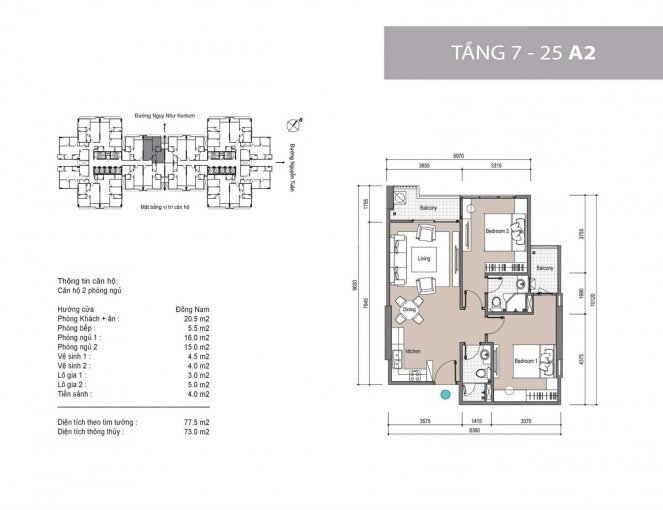 TẦNG 7 - 25 A2
Đường Ngụy Như Kontum
Đường Nguyễn Tuân
Mặt bằng vị trí căn hộ
Thông tin căn hộ:
Căn hộ 2 phòng ngủ
Hướng cửa Đông Nam
Phòng Khách + ăn : 20.5 m2
Phòng bếp : 5.5 m2
Phòng ngủ 1 : 16.0 m2
Phòng ngủ 2 15.0 m2
Vệ sinh 1 : 4.5 m2
Vệ sinh 2 : 4.0 m2
Lô gia 1 : 3.0 m2
Lô gia 2 : 5.0 m2
Tiền sảnh : 4.0 m2
Diện tích theo tim tường : 77.5 m2
Diện tích thông thủy : 73.0 m2
6970
3655 3315
1755
3755
Balcony
Bedroom 2
Living
Balcony
9600
7845
1990
10120
Dining
kitchen
Bedroom 1
4375
3575 1415 3370
8360